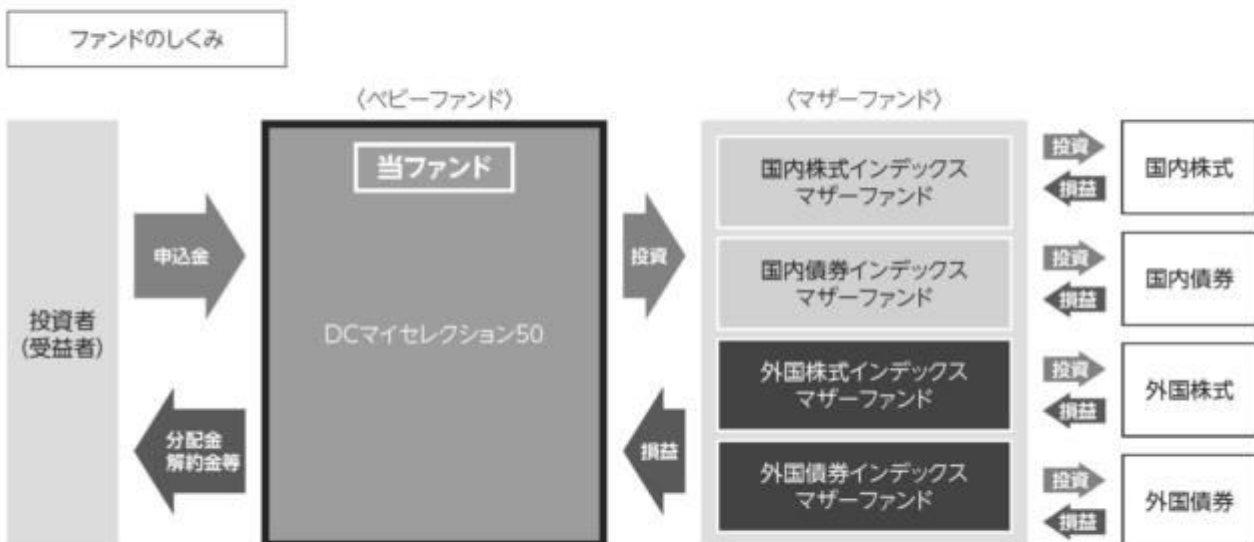 ファンドのしくみ
〈ベビーファンド〉
〈マザーファンド〉
投資者
(受益者)
申込金
分配金
解約金等
当ファンド
DCマイセレクション50
投資
損益
国内株式インデックス
マザーファンド
投資
損益
国内株式
国内債券インデックス
マザーファンド
投資
損益
国内債券
外国株式インデックス
マザーファンド
投資
損益
外国株式
外国債券インデックス
マザーファンド
投資
損益
外国債券